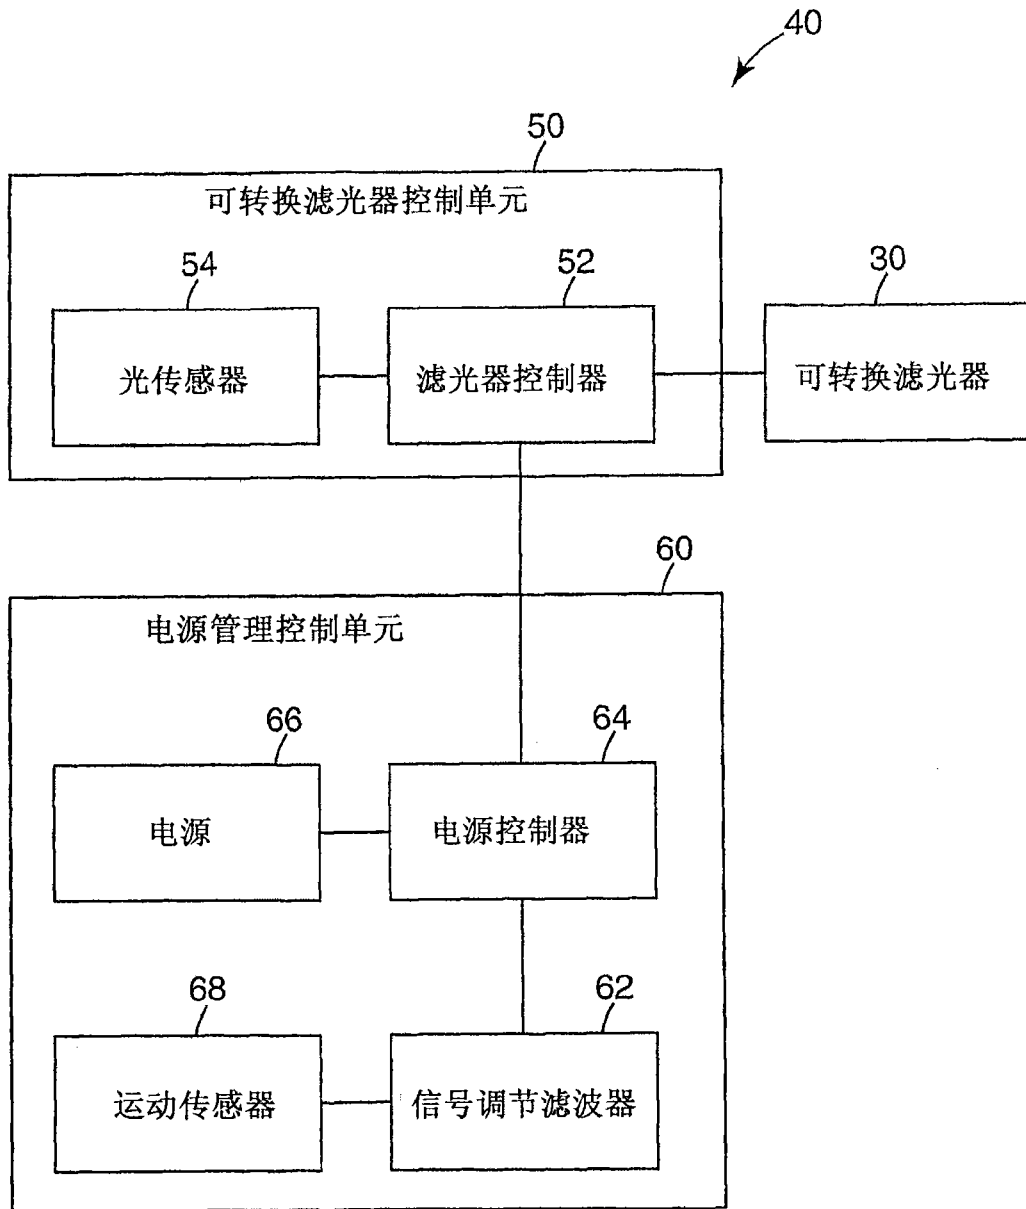 40
50
可转换滤光器控制单元
54
52
30
光传感器
滤光器控制器
可转换滤光器
60
电源管理控制单元
66
64
电源
电源控制器
68
62
运动传感器
信号调节滤波器